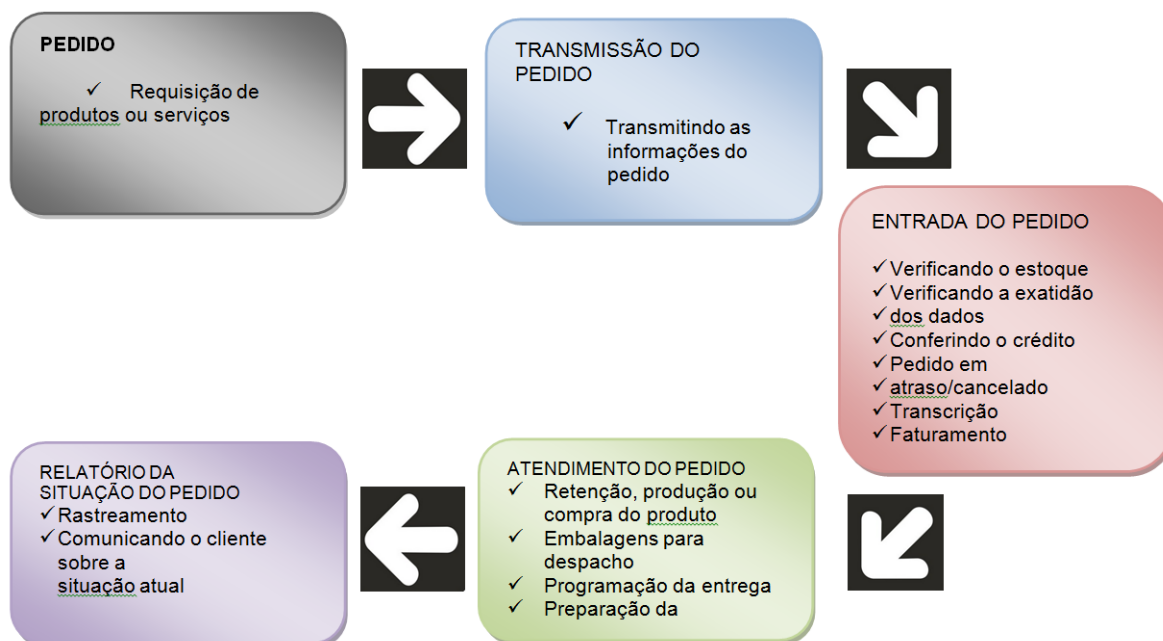 PEDIDO
✓ Requisição de
produtos ou serviços
TRANSMISSÃO DO
PEDIDO
✓ Transmitindo as
informações do
pedido
ENTRADA DO PEDIDO
✓ Verificando o estoque
✓ Verificando a exatidão
✓ dos dados
✓ Conferindo o crédito
✓ Pedido em
✓ atraso/cancelado
✓ Transcrição
✓ Faturamento
ATENDIMENTO DO PEDIDO
✓ Retenção, produção ou
compra do produto
✓ Embalagens para
despacho
✓ Programação da entrega
✓ Preparação da
RELATÓRIO DA
SITUAÇÃO DO PEDIDO
✓ Rastreamento
✓ Comunicando o cliente
sobre a
situação atual